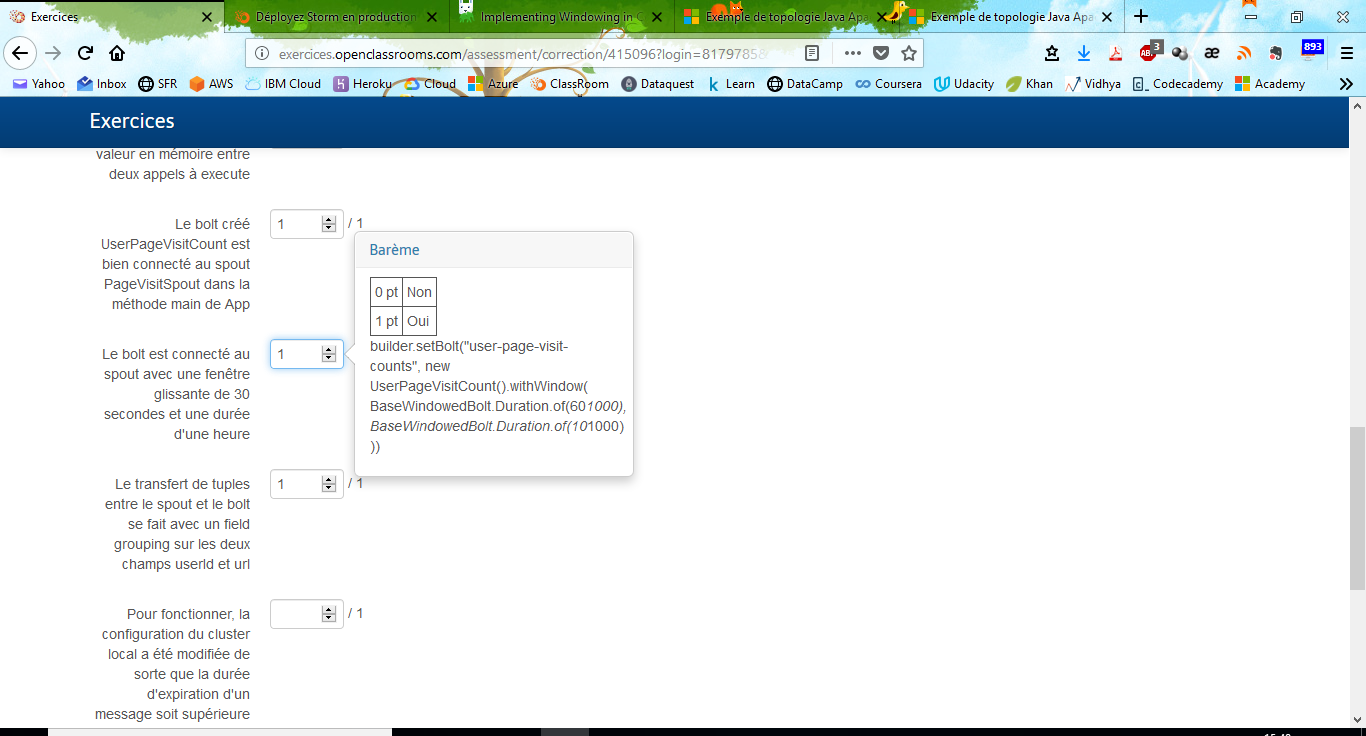 Exercices
Déployez Storm en production
Implementing Windowing in
Exemple de topologie Java Apa
Exemple de topologie Java Apa
exercices.openclassrooms.com/assessment/correction/415096?login=8179785
3
893
Yahoo Inbox SFR AWS IBM Cloud Heroku Cloud Azure ClassRoom Dataquest Learn DataCamp Coursera Udacity Khan Vidhya Codecademy Academy
Exercices
valeur en mémoire entre
deux appels à execute
Le bolt créé
UserPageVisitCount est
bien connecté au spout
PageVisitSpout dans la
méthode main de App
1 / 1
Le bolt est connecté au
spout avec une fenêtre
glissante de 30
secondes et une durée
d'une heure
1
Barème
0 pt Non
1 pt Oui
builder.setBolt("user-page-visit-
counts", new
UserPageVisitCount().withWindow(
BaseWindowedBolt.Duration.of(601000),
BaseWindowedBolt.Duration.of(101000)
))
Le transfert de tuples
entre le spout et le bolt
se fait avec un field
grouping sur les deux
champs userId et url
1 / 1
Pour fonctionner, la
configuration du cluster
local a été modifiée de
sorte que la durée
d'expiration d'un
message soit supérieure
/ 1